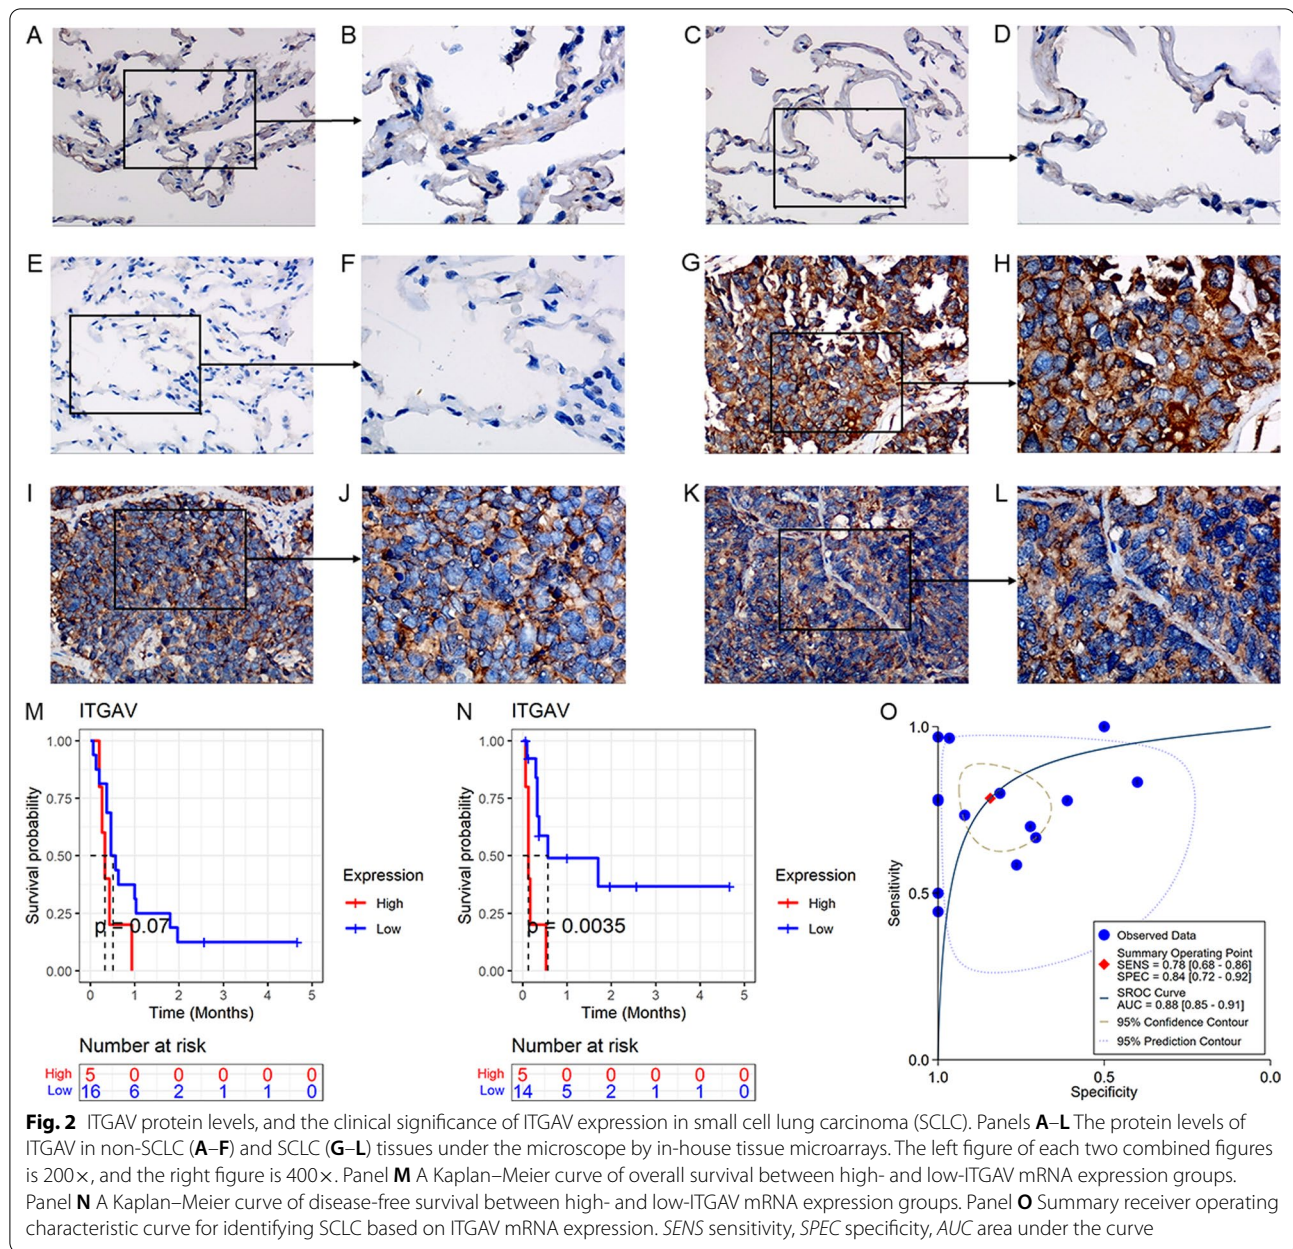 A
B
C
D
E
F
G
H
I
J
K
L
M
ITGAV
1.00
0.75
0.50
0.25
0.00
Survival probability
p = 0.07
0 1 2 3 4 5
Time (Months)
Expression
High
Low
Number at risk
High 5 0 0 0 0 0
Low 16 6 2 1 1 0
N
ITGAV
1.00
0.75
0.50
0.25
0.00
Survival probability
p = 0.0035
0 1 2 3 4 5
Time (Months)
Expression
High
Low
Number at risk
High 5 0 0 0 0 0
Low 14 5 2 1 1 0
O
1.0
0.5
0.0
Sensitivity
Observed Data
Summary Operating Point
SENS = 0.78 [0.68 - 0.86]
SPEC = 0.84 [0.72 - 0.92]
SROC Curve
AUC = 0.88 [0.85 - 0.91]
95% Confidence Contour
95% Prediction Contour
1.0 0.5 0.0
Specificity
Fig. 2 ITGAV protein levels, and the clinical significance of ITGAV expression in small cell lung carcinoma (SCLC). Panels A–L The protein levels of
ITGAV in non-SCLC (A–F) and SCLC (G–L) tissues under the microscope by in-house tissue microarrays. The left figure of each two combined figures
is 200×, and the right figure is 400×. Panel M A Kaplan–Meier curve of overall survival between high- and low-ITGAV mRNA expression groups.
Panel N A Kaplan–Meier curve of disease-free survival between high- and low-ITGAV mRNA expression groups. Panel O Summary receiver operating
characteristic curve for identifying SCLC based on ITGAV mRNA expression. SENS sensitivity, SPEC specificity, AUC area under the curve